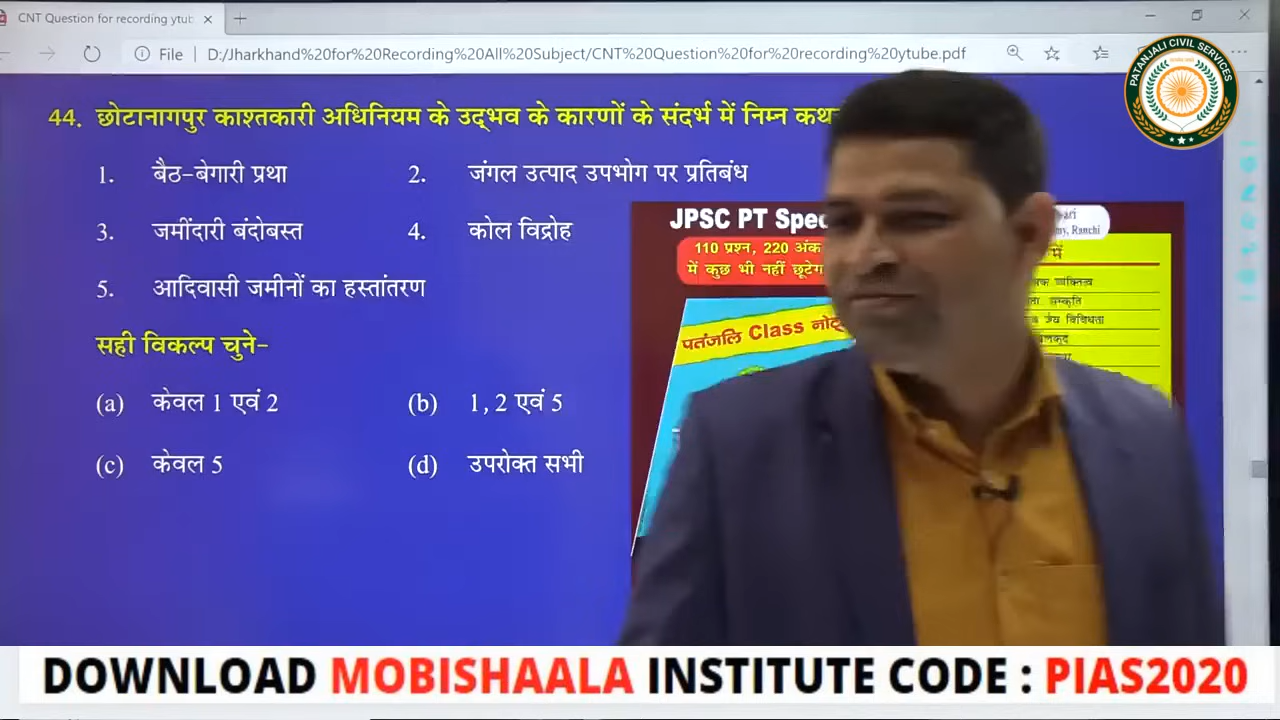 CNT Question for recording ytub
File D:/Jharkhand%20for%20Recording%20All%20Subject/CNT%20Question%20for%20recording%20ytube.pdf
PATANJALI CIVIL SERVICES
44. छोटानागपुर काश्तकारी अधिनियम के उद्‌भव के कारणों के संदर्भ में निम्न
1. बैठ-बेगारी प्रथा 2. जंगल उत्पाद उपभोग पर प्रतिबंध
3. जमींदारी बंदोबस्त 4. कोल विद्रोह
5. आदिवासी जमीनों का हस्तांतरण
सही विकल्प चुने-
(a) केवल 1 एवं 2 (b) 1, 2 एवं 5
(c) केवल 5 (d) उपरोक्त सभी
JPSC PT
110 प्रश्न, 220 अंक
में कुछ भी नहीं छूटेगा
पतंजलि Class
Ranchi
संस्कृति
विविधता
DOWNLOAD MOBISHAALA INSTITUTE CODE : PIAS2020